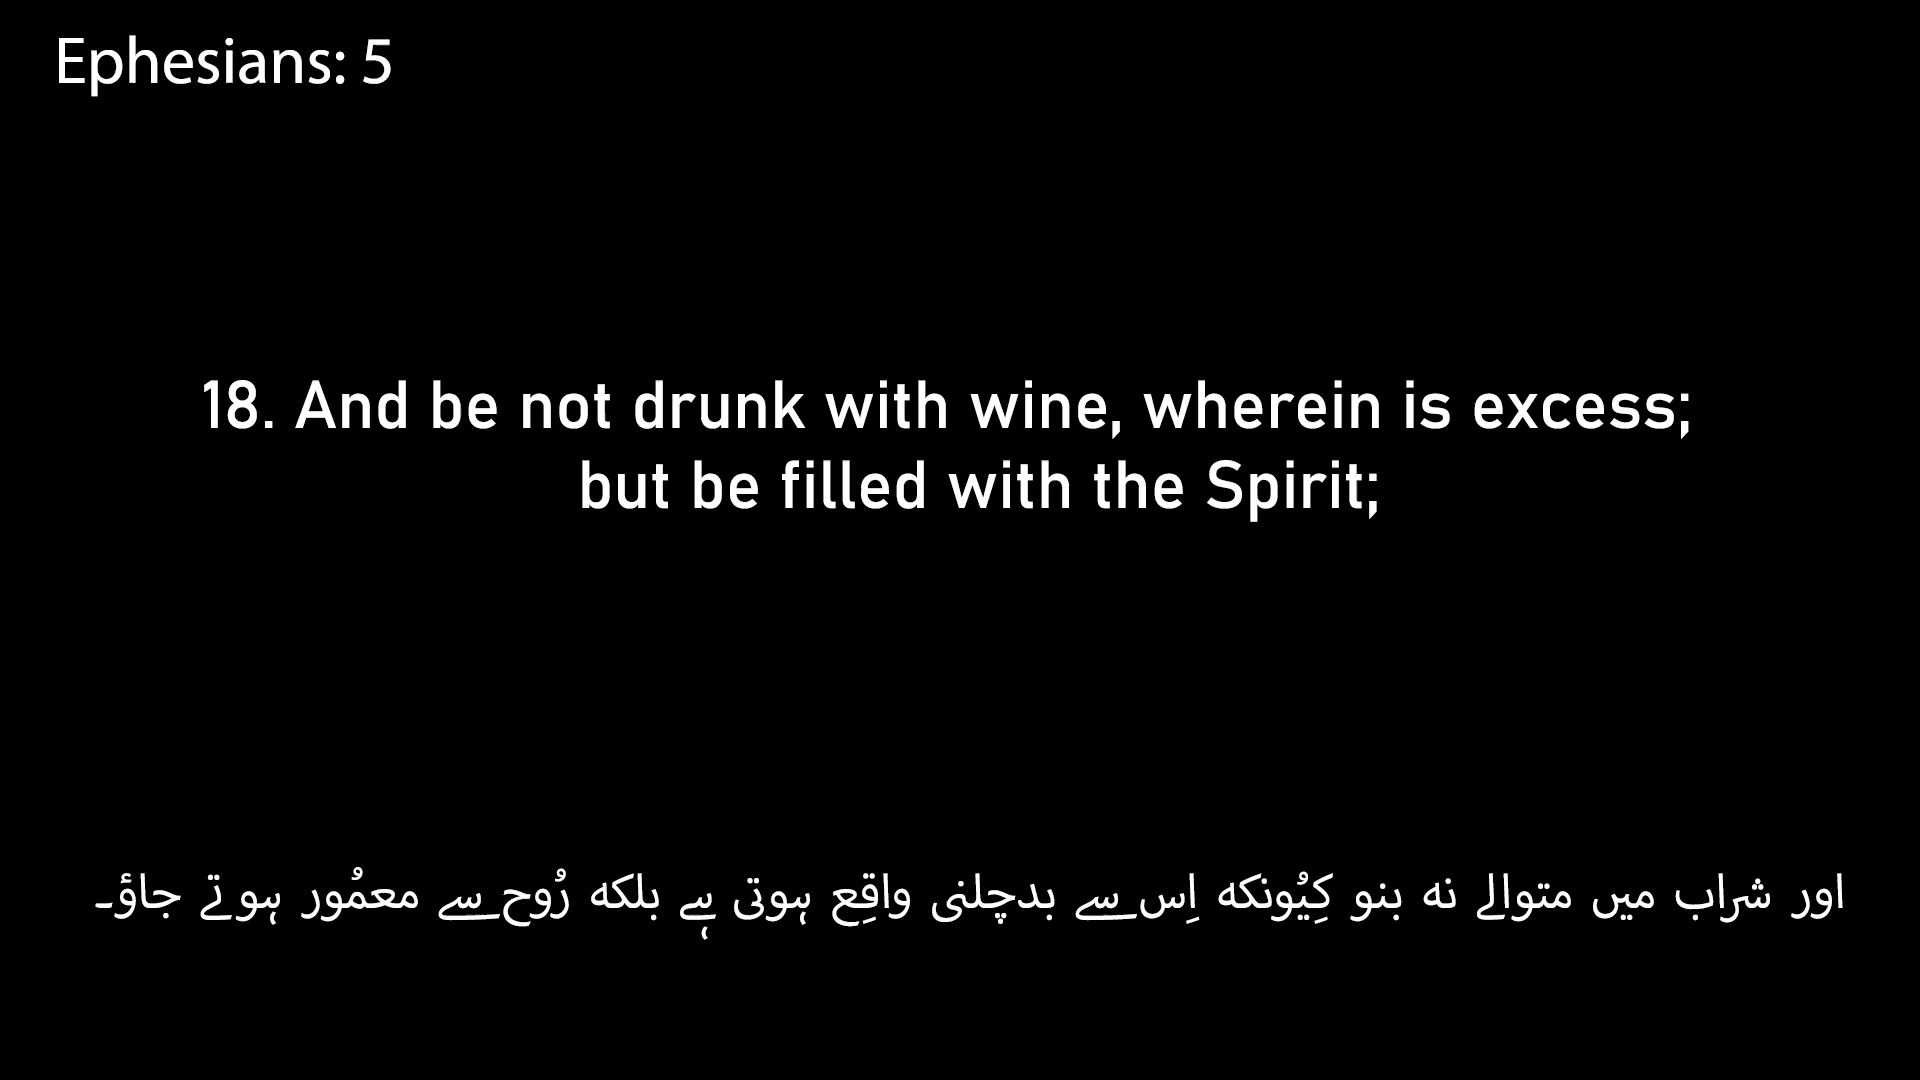 Ephesians: 5
18. And be not drunk with wine, wherein is excess;
but be filled with the Spirit;
اور شراب میں متوالے نہ بنو کِیُونکہ اِس سے بدچلنی واقِع ہوتی ہے بلکہ رُوح سے معمُور ہوتے جاؤ۔